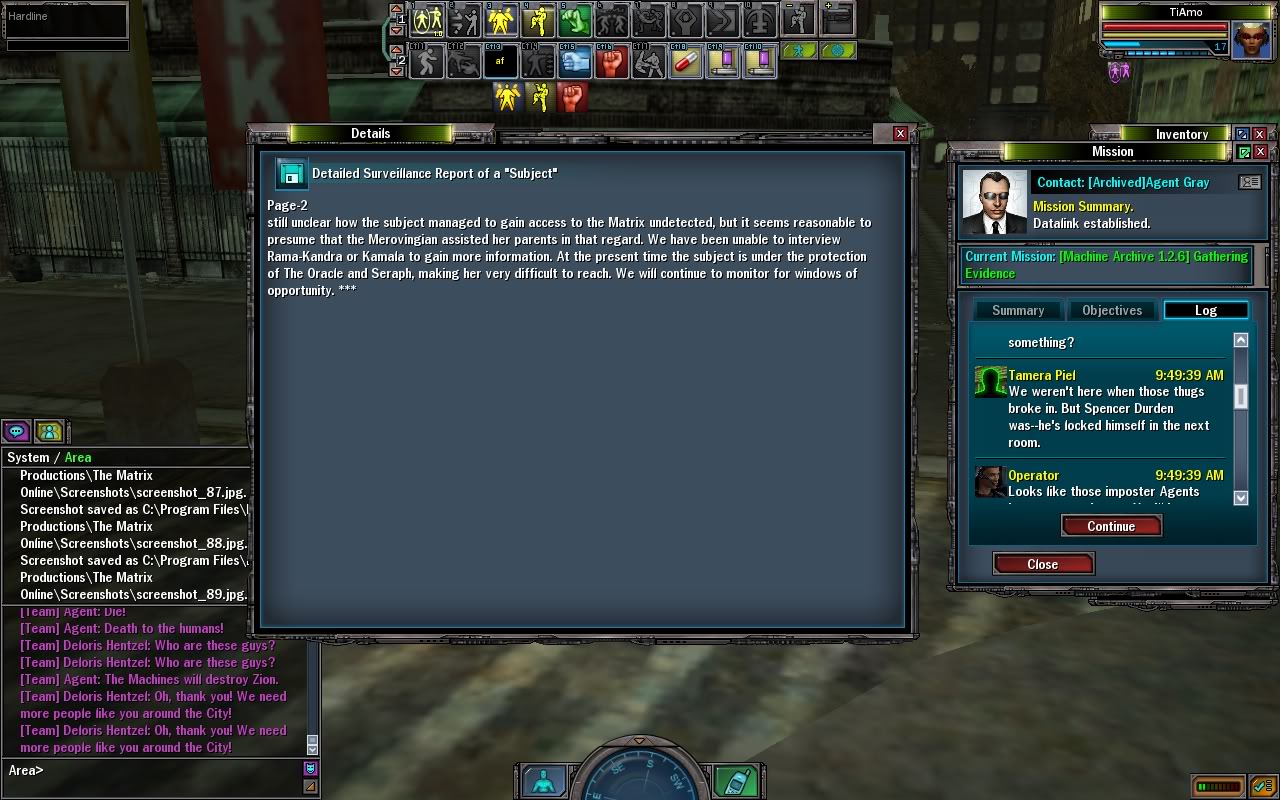 Hardline
1
2
1.0
af
TiAmo
17
Details
Detailed Surveillance Report of a "Subject"
Page-2
still unclear how the subject managed to gain access to the Matrix undetected, but it seems reasonable to
presume that the Merovingian assisted her parents in that regard. We have been unable to interview
Rama-Kandra or Kamala to gain more information. At the present time the subject is under the protection
of The Oracle and Seraph, making her very difficult to reach. We will continue to monitor for windows of
opportunity. ***
Inventory
Mission
Contact: [Archived]Agent Gray
Mission Summary.
Datalink established.
Current Mission: [Machine Archive 1.2.6] Gathering
Evidence
Summary Objectives Log
something?
Tamera Piel 9:49:39 AM
We weren't here when those thugs
broke in. But Spencer Durden
was--he's locked himself in the next
room.
Operator 9:49:39 AM
Looks like those imposter Agents
Continue
Close
System / Area
Productions\The Matrix
Online\Screenshots\screenshot_87.jpg.
Screenshot saved as C:\Program Files\
Productions\The Matrix
Online\Screenshots\screenshot_88.jpg.
Screenshot saved as C:\Program Files\
Productions\The Matrix
Online\Screenshots\screenshot_89.jpg.
[Team] Agent: Die!
[Team] Agent: Death to the humans!
[Team] Deloris Hentzel: Who are these guys?
[Team] Deloris Hentzel: Who are these guys?
[Team] Agent: The Machines will destroy Zion.
[Team] Deloris Hentzel: Oh, thank you! We need
more people like you around the City!
[Team] Deloris Hentzel: Oh, thank you! We need
more people like you around the City!
Area>
E SE S SW